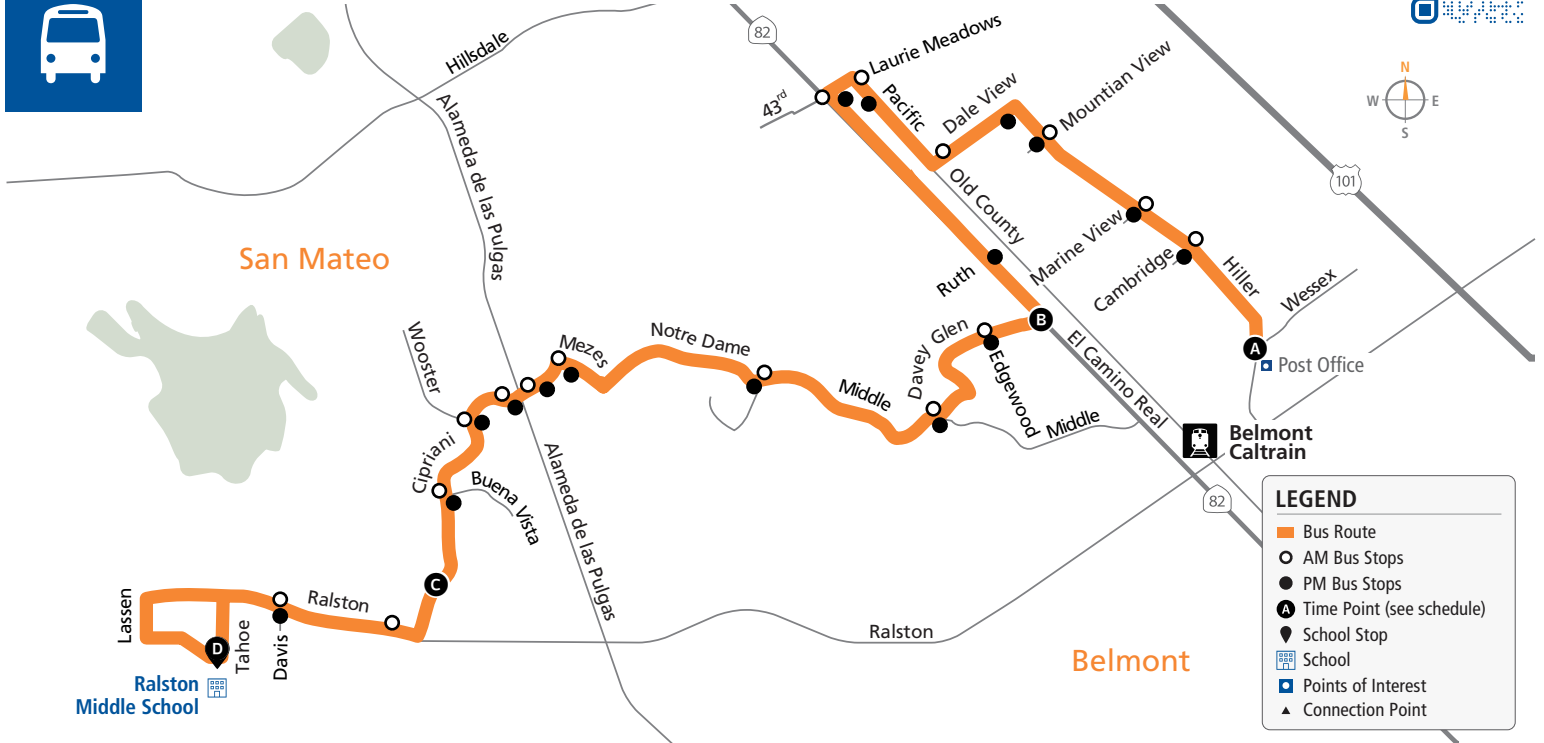 82
Laurie Meadows
Hillsdale
43rd
Pacific
Dale View
Mountian View
N
W
E
S
Alameda de las Pulgas
101
Old County
San Mateo
Marine View
Cambridge
Hiller
Wessex
Ruth
B
A
Post Office
Wooster
Mezes
Notre Dame
Davey Glen
Edgewood
El Camino Real
Middle
Middle
Belmont
Caltrain
Cipriani
Buena Vista
Alameda de las Pulgas
82
C
Lassen
Ralston
D
Tahoe
Davis
Ralston
Belmont
Ralston
Middle School
LEGEND
Bus Route
AM Bus Stops
PM Bus Stops
A Time Point (see schedule)
School Stop
School
Points of Interest
Connection Point